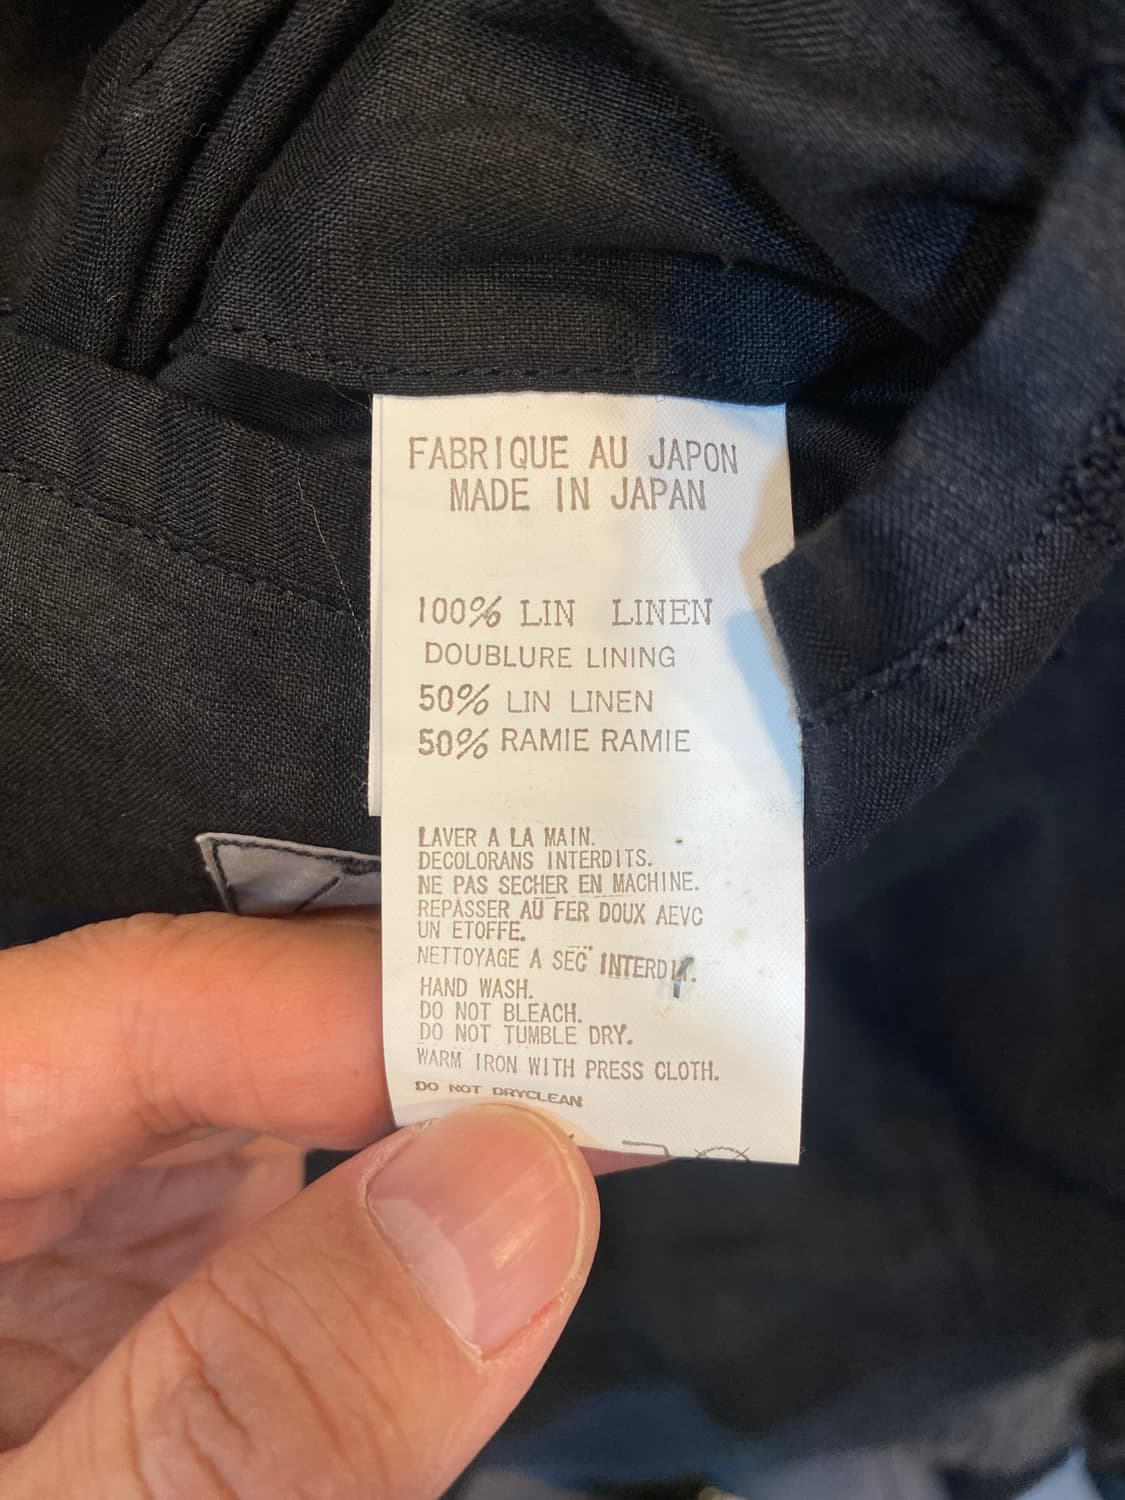 FABRIQUE AU JAPON
MADE IN JAPAN
100% LIN LINEN
DOUBLURE LINING
50% LIN LINEN
50% RAMIE RAMIE
LAVER A LA MAIN.
DECOLORANS INTERDITS.
NE PAS SECHER EN MACHINE.
REPASSER AU FER DOUX AEVC
UN ETOFFE.
NETTOYAGE A SEC INTERDIT.
HAND WASH.
DO NOT BLEACH.
DO NOT TUMBLE DRY.
WARM IRON WITH PRESS CLOTH.
DO NOT DRYCLEAN